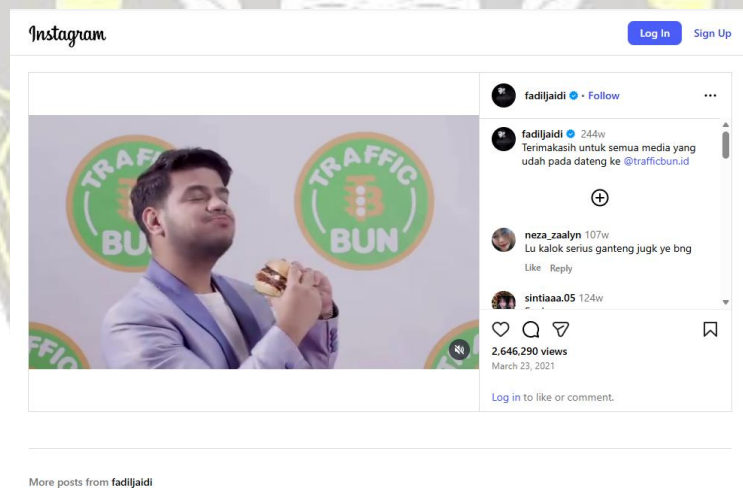 Instagram
Log In
Sign Up
fadiljaidi • Follow
fadiljaidi 244w
Terimakasih untuk semua media yang
udah pada dateng ke @trafficbun.id
neza_zaalyn 107w
Lu kalok serius ganteng jugk ye bng
Like Reply
sintiaaa.05 124w
TRAFFIC
BUN
TRAFFIC
BUN
TRAFFIC
2,646,290 views
March 23, 2021
Log in to like or comment.
More posts from fadiljaidi